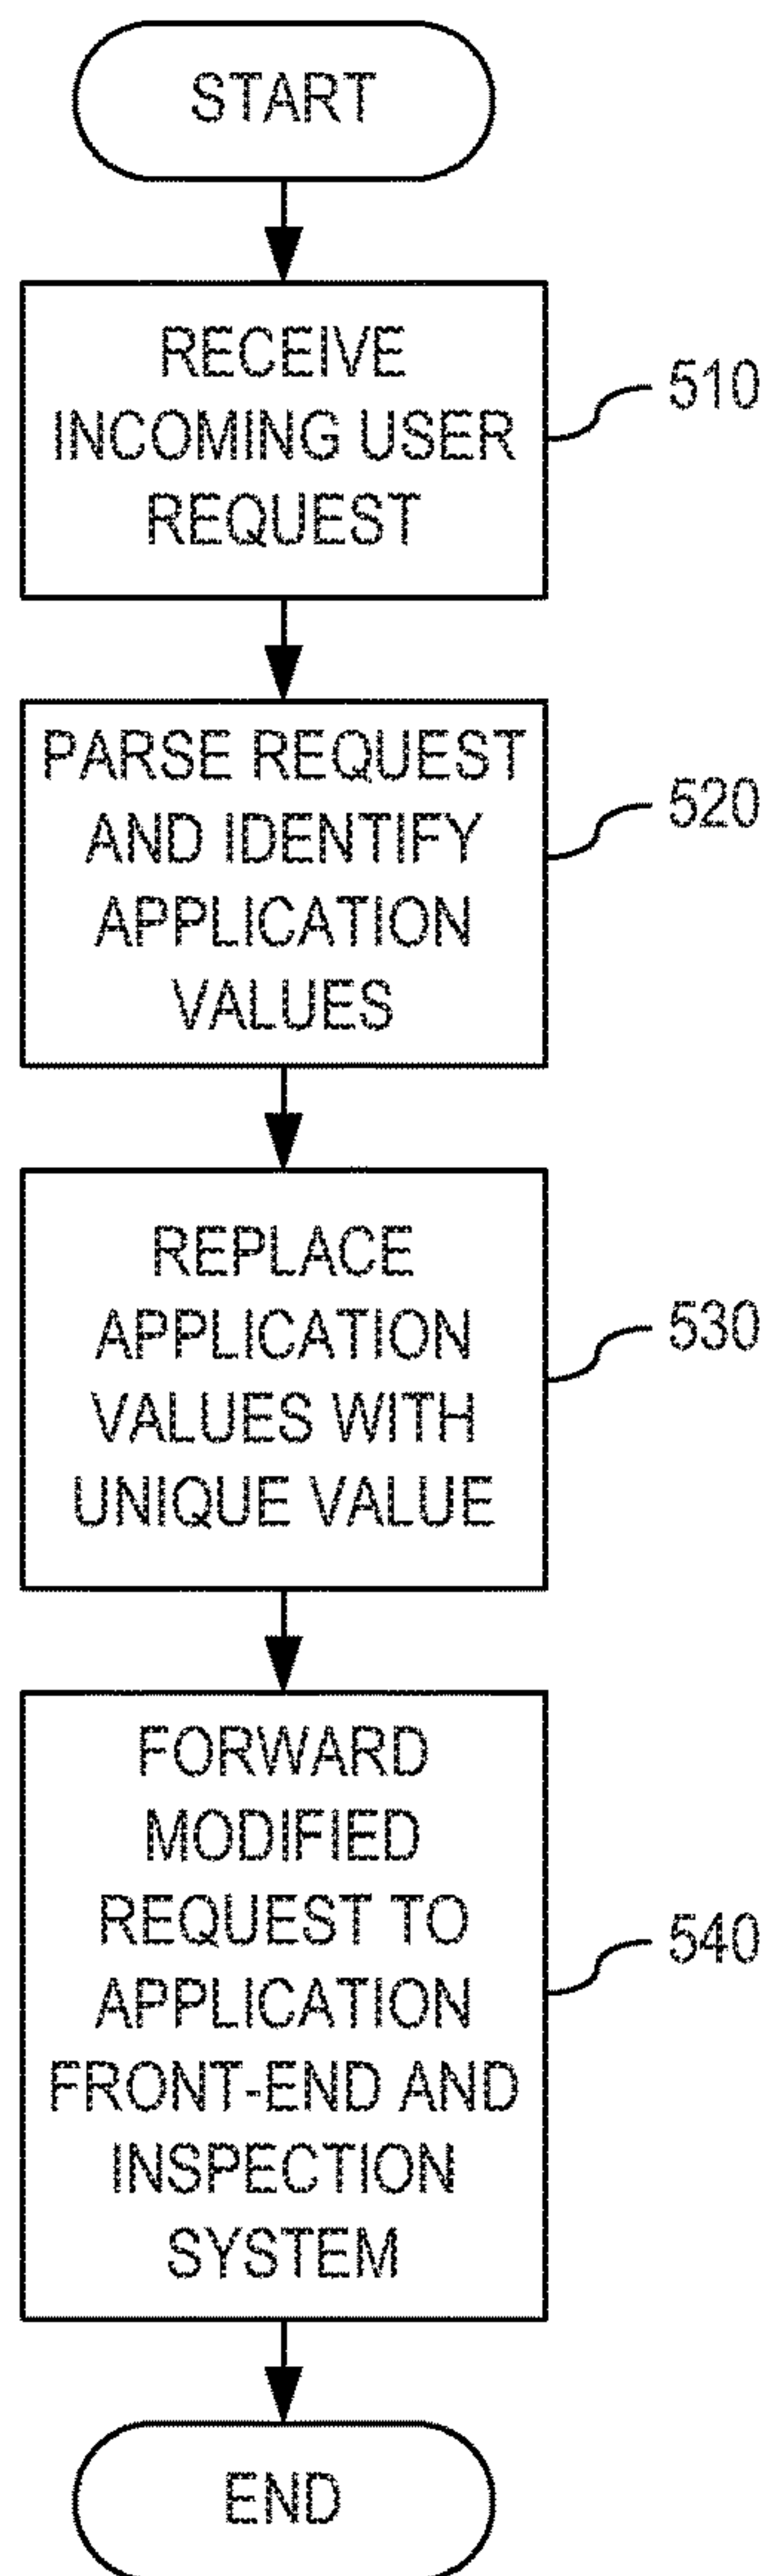 START
RECEIVE
INCOMING USER
REQUEST
510
PARSE REQUEST
AND IDENTIFY
APPLICATION
VALUES
520
REPLACE
APPLICATION
VALUES WITH
UNIQUE VALUE
530
FORWARD
MODIFIED
REQUEST TO
APPLICATION
FRONT-END AND
INSPECTION
SYSTEM
540
END